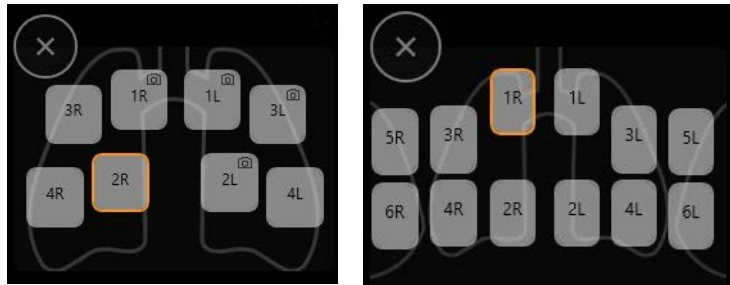 1R 1L
3R 3L
2R 2L
4R 4L
1R 1L
5R 3R 3L 5L
6R 4R 2R 2L 4L 6L